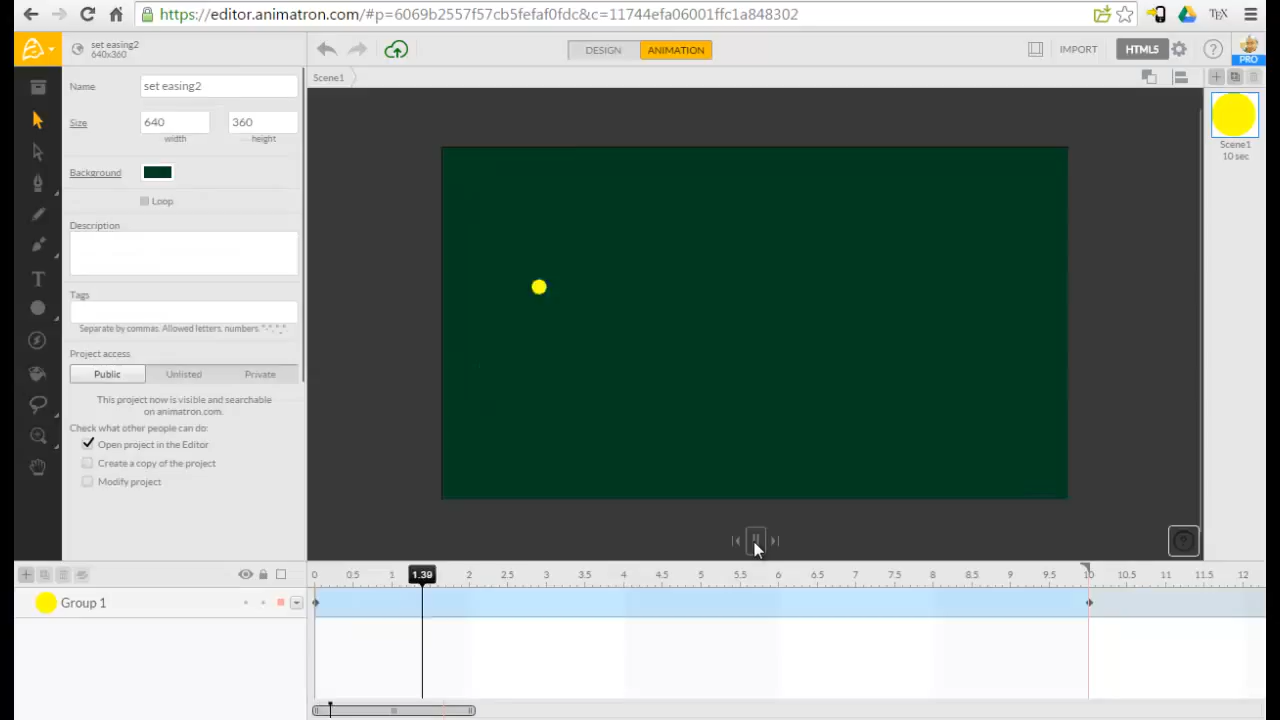 https://editor.animatron.com/#p=6069b2557f57cb5fefaf0fdc&c=11744efa06001ffc1a848302
TEX
set easing2
640x360
DESIGN
ANIMATION
IMPORT
HTML5
PRO
Scene1
Name
set easing2
Size
640
360
width
height
Background
Loop
Description
Tags
Separate by commas. Allowed letters, numbers, "-","."," "
Project access
Public
Unlisted
Private
This project now is visible and searchable
on animatron.com.
Check what other people can do:
Open project in the Editor
Create a copy of the project
Modify project
Scene1
10 sec
0 0.5 1 1.39 2 2.5 3 3.5 4 4.5 5 5.5 6 6.5 7 7.5 8 8.5 9 9.5 10 10.5 11 11.5 12
Group 1